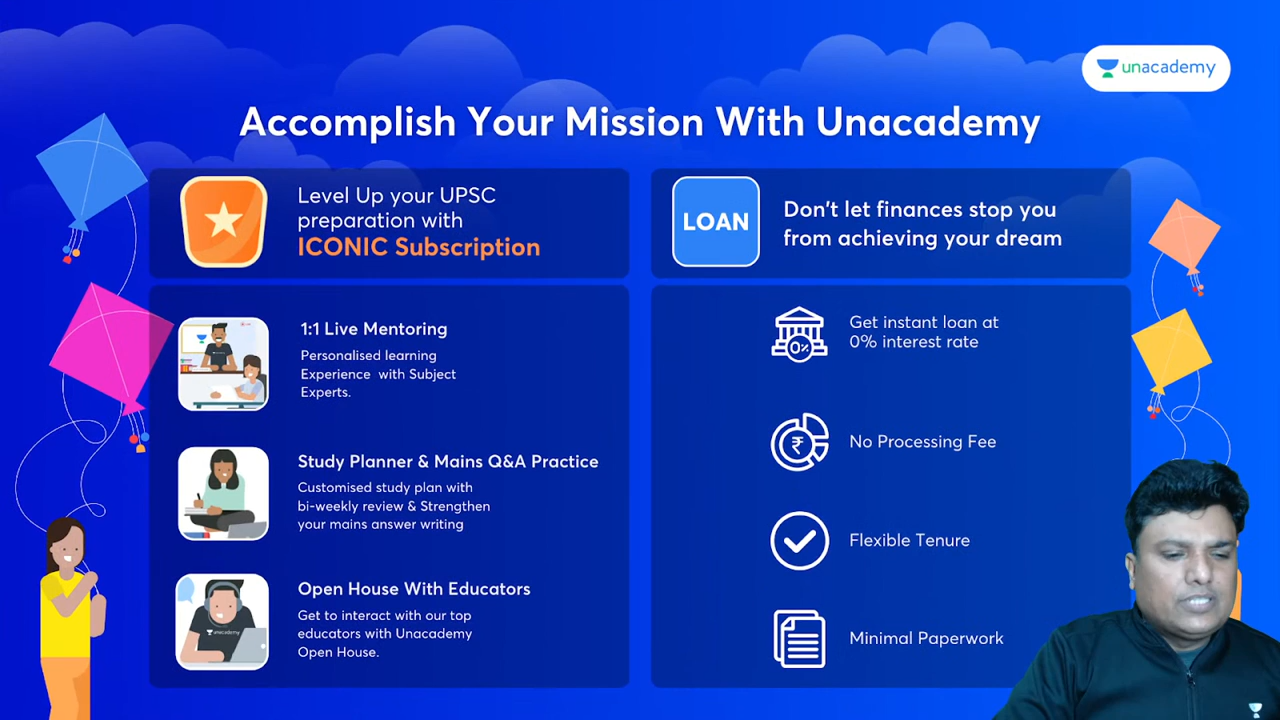 unacademy
Accomplish Your Mission With Unacademy
Level Up your UPSC
preparation with
ICONIC Subscription
1:1 Live Mentoring
Personalised learning
Experience with Subject
Experts.
Study Planner & Mains Q&A Practice
Customised study plan with
bi-weekly review & Strengthen
your mains answer writing
Open House With Educators
Get to interact with our top
educators with Unacademy
Open House.
unacademy
LOAN
Don't let finances stop you
from achieving your dream
0%
Get instant loan at
0% interest rate
₹
No Processing Fee
Flexible Tenure
Minimal Paperwork